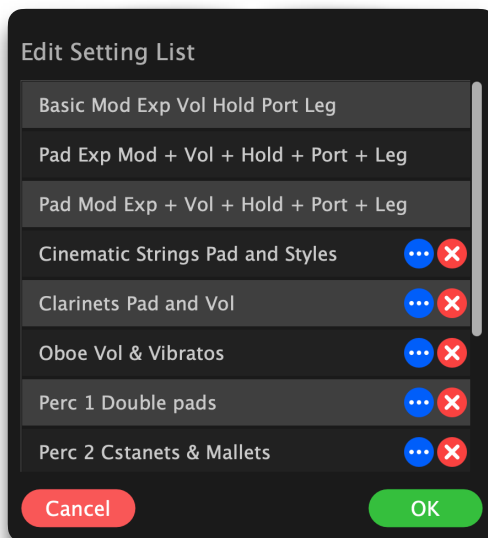 Edit Setting List
Basic Mod Exp Vol Hold Port Leg
Pad Exp Mod + Vol + Hold + Port + Leg
Pad Mod Exp + Vol + Hold + Port + Leg
Cinematic Strings Pad and Styles
Clarinets Pad and Vol
Oboe Vol & Vibratos
Perc 1 Double pads
Perc 2 Cstanets & Mallets
Cancel
OK